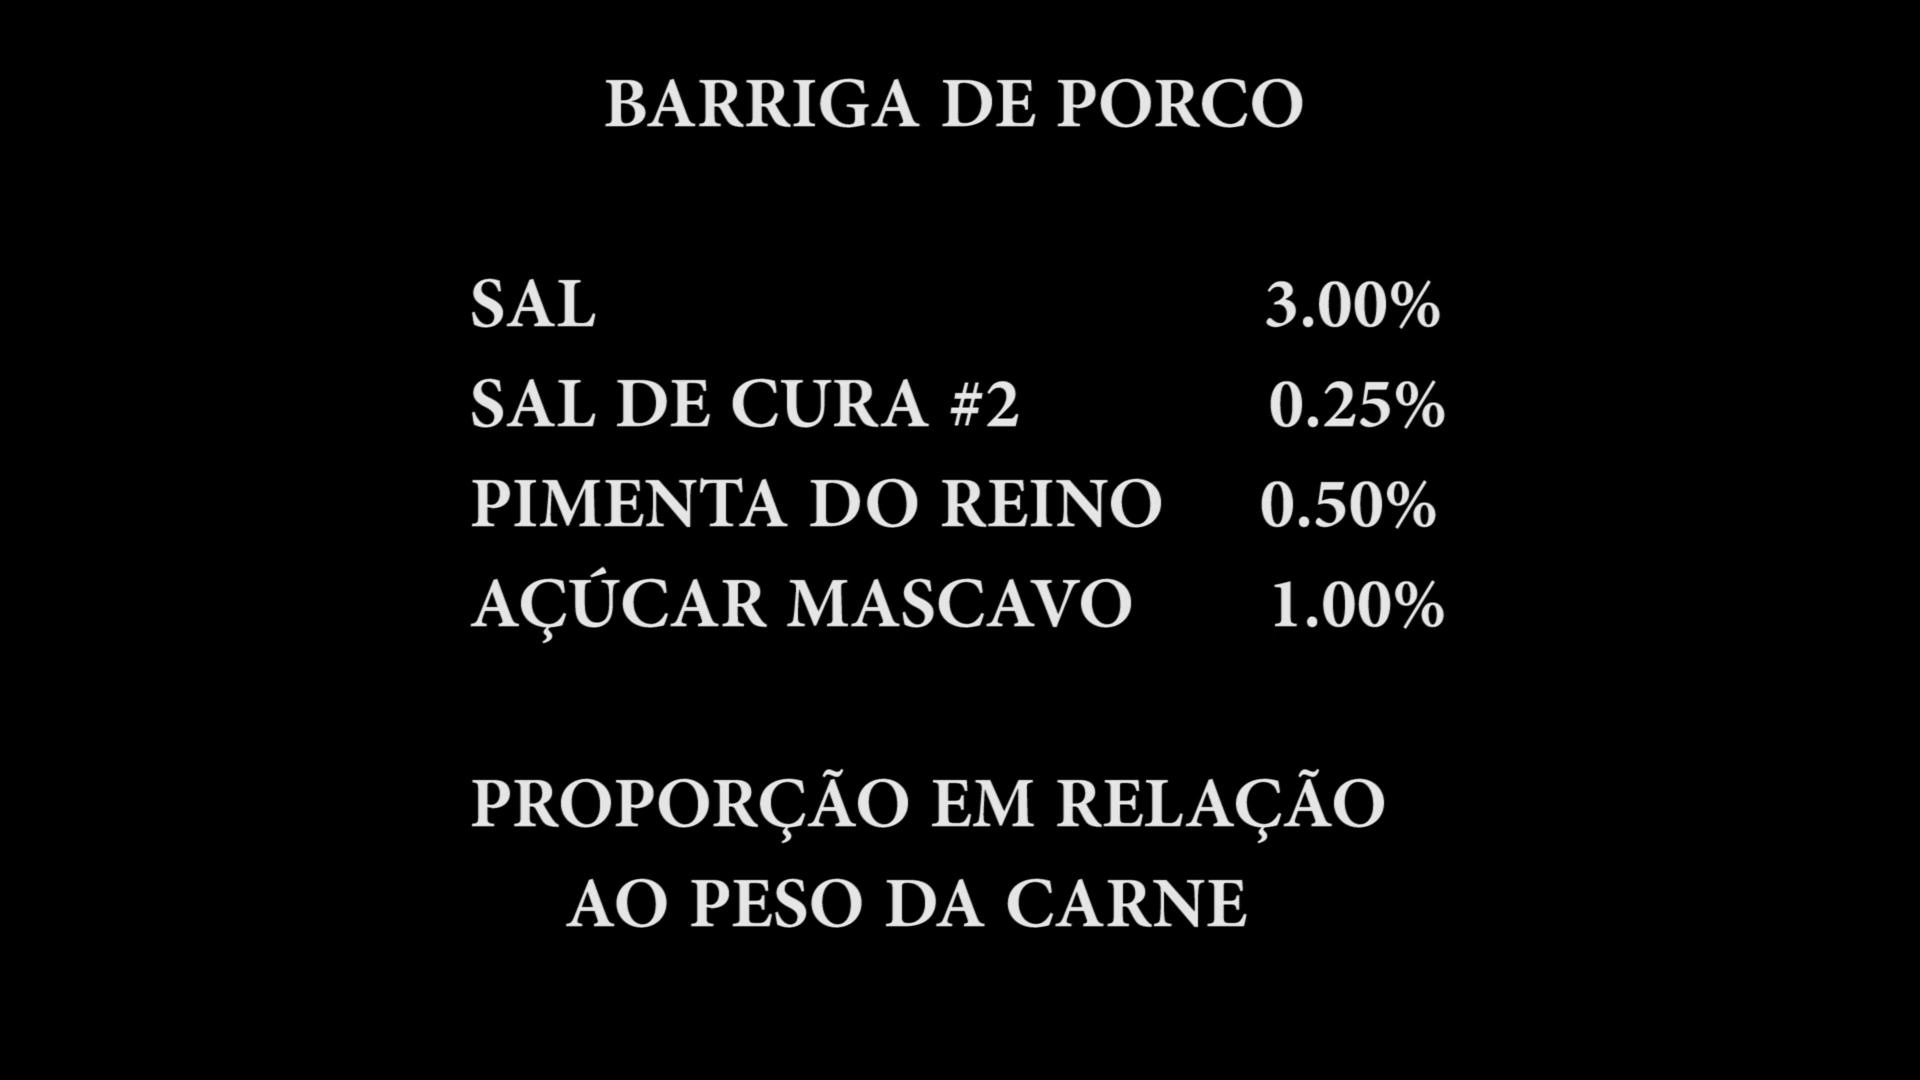 BARRIGA DE PORCO
SAL 3.00%
SAL DE CURA #2 0.25%
PIMENTA DO REINO 0.50%
AÇÚCAR MASCAVO 1.00%
PROPORÇÃO EM RELAÇÃO
AO PESO DA CARNE